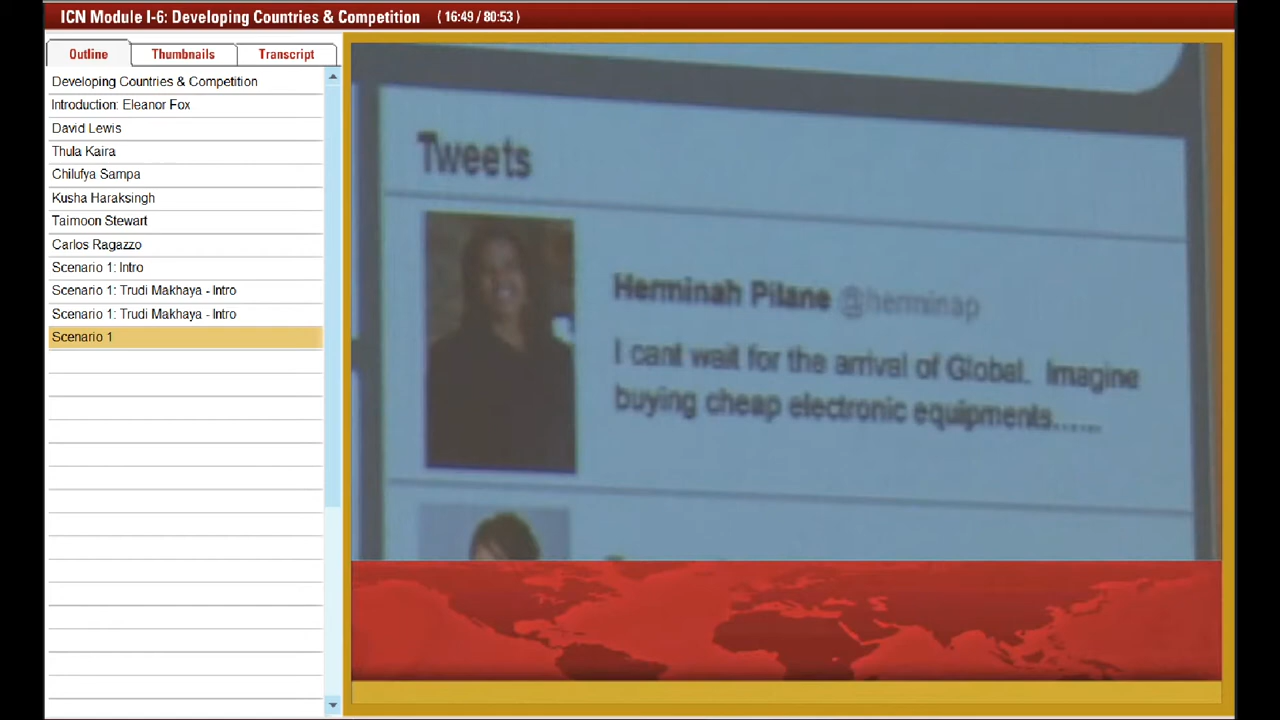 ICN Module I-6: Developing Countries & Competition ( 16:49 / 80:53 )
Outline Thumbnails Transcript
Developing Countries & Competition
Introduction: Eleanor Fox
David Lewis
Thula Kaira
Chilufya Sampa
Kusha Haraksingh
Taimoon Stewart
Carlos Ragazzo
Scenario 1: Intro
Scenario 1: Trudi Makhaya - Intro
Scenario 1: Trudi Makhaya - Intro
Scenario 1
Tweets
Herminah Pilane @herminap
I cant wait for the arrival of Global. Imagine
buying cheap electronic equipments......